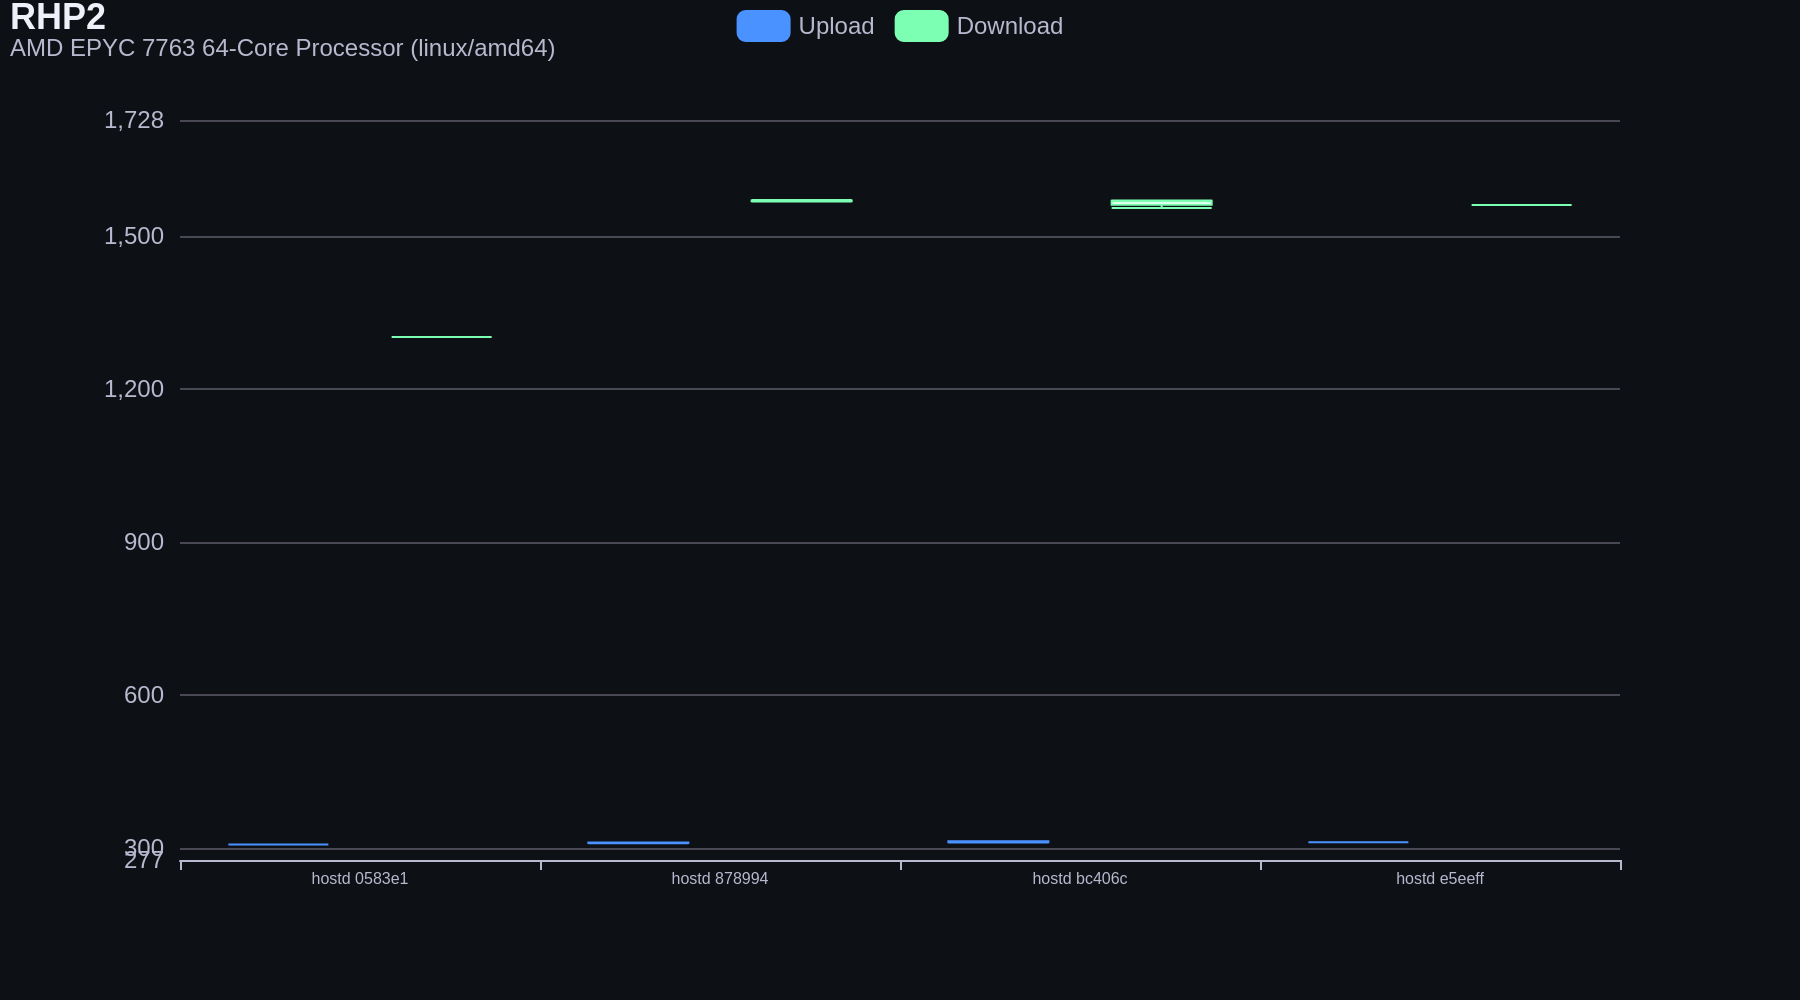 RHP2
AMD EPYC 7763 64-Core Processor (linux/amd64)
Upload
Download
1,728
1,500
1,200
900
600
300
277
hostd 0583e1
hostd 878994
hostd bc406c
hostd e5eeff